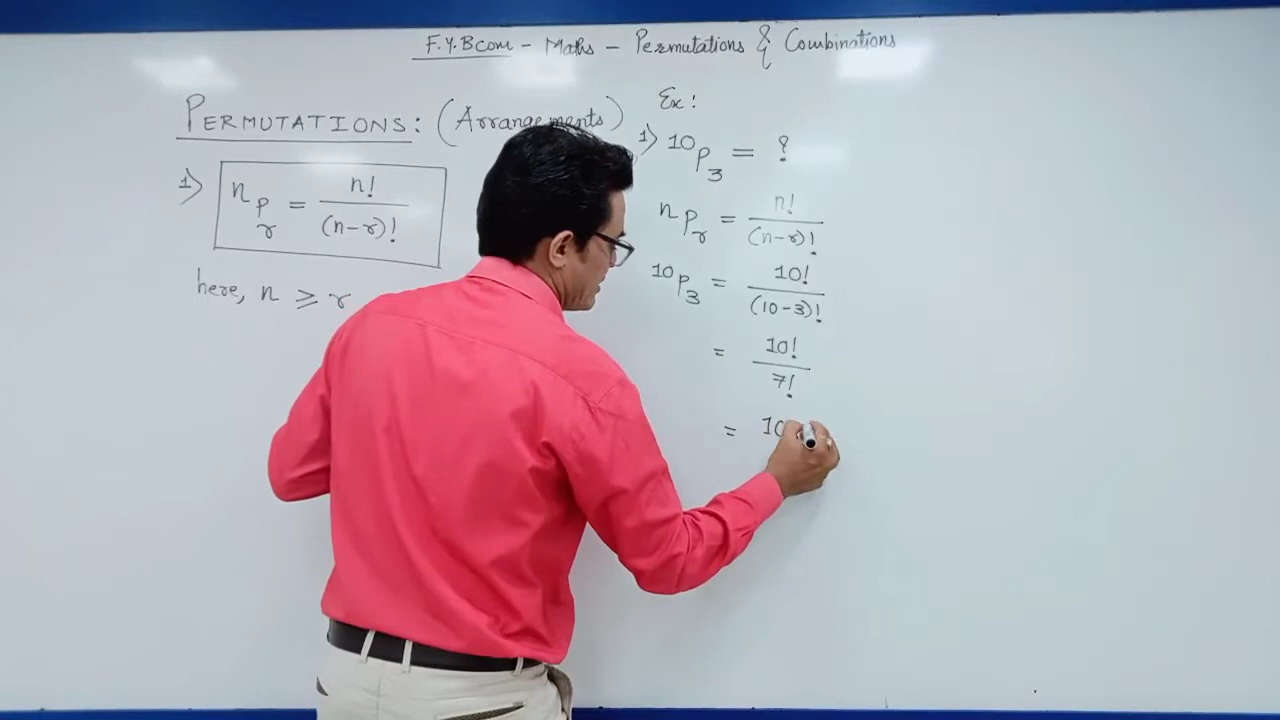 F.Y.BCom - Maths - Permutations & Combinations
PERMUTATIONS: (Arrangements)
1) nPr = n! / (n-r)!
here, n ≥ r
Ex:
1) 10P3 = ?
nPr = n! / (n-r)!
10P3 = 10! / (10-3)!
= 10! / 7!
= 10